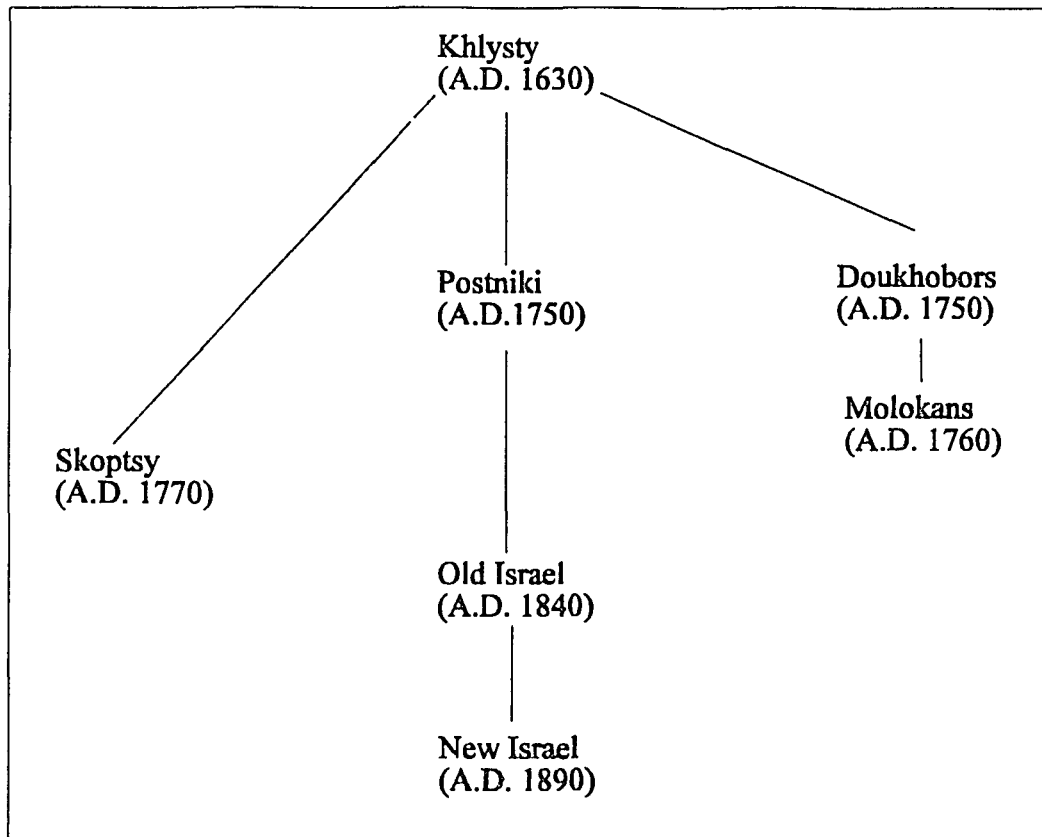 Khlysty
(A.D. 1630)
Postniki
(A.D.1750)
Doukhobors
(A.D. 1750)
Molokans
(A.D. 1760)
Skoptsy
(A.D. 1770)
Old Israel
(A.D. 1840)
New Israel
(A.D. 1890)